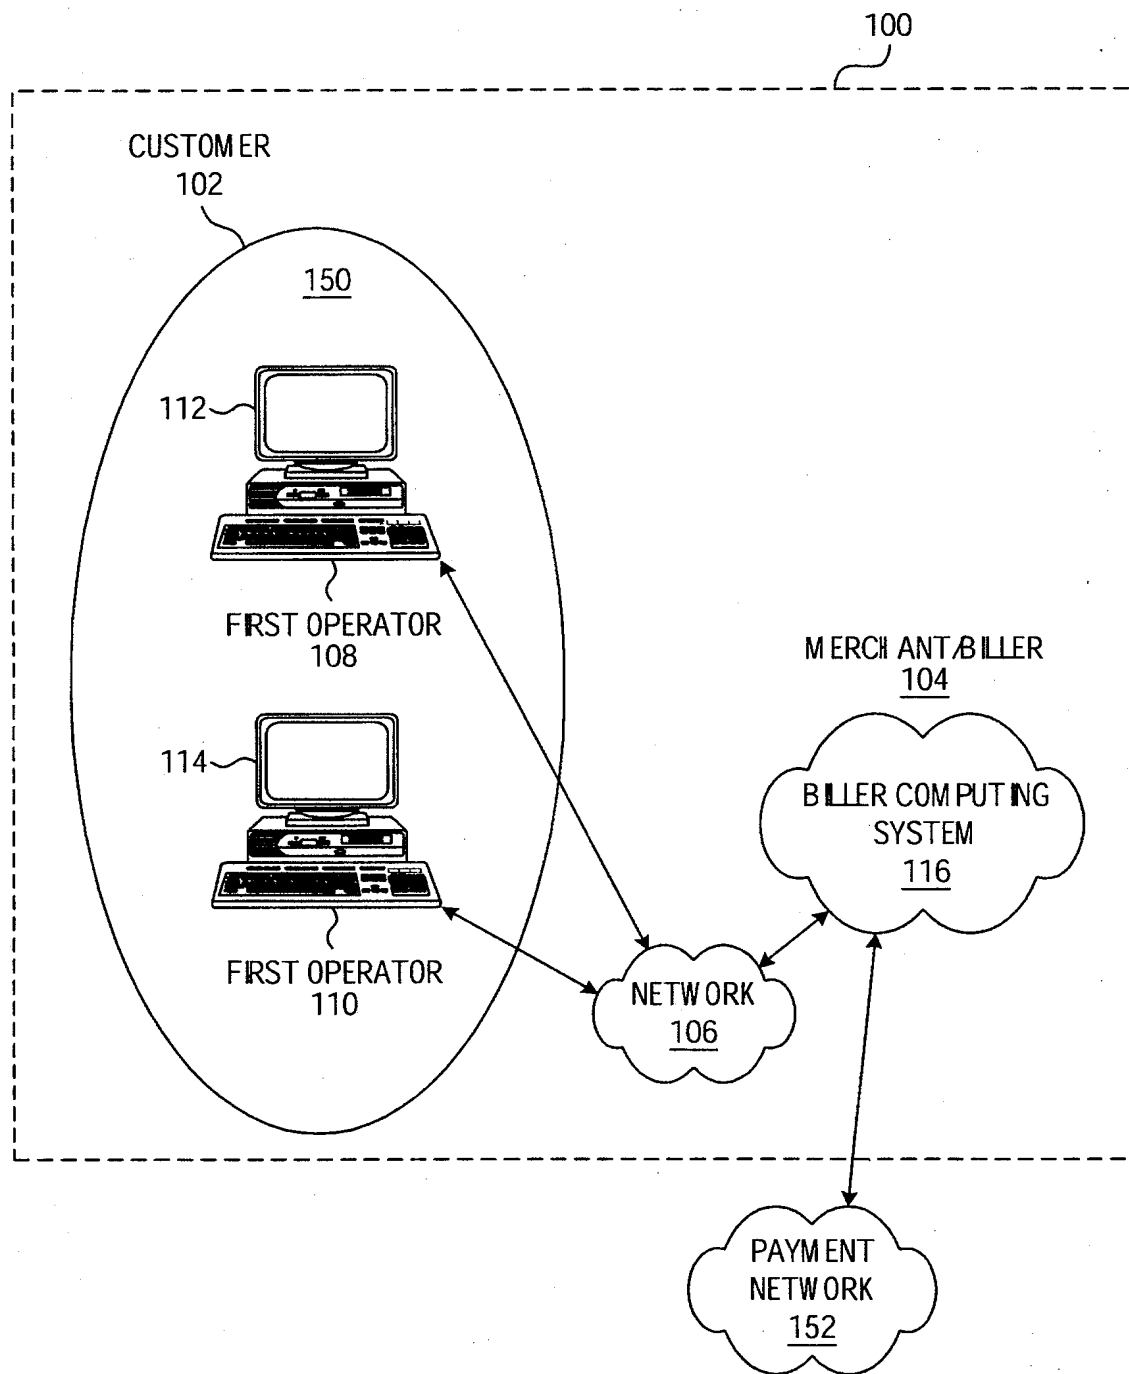 100
CUSTOMER
102
150
112
FIRST OPERATOR
108
MERCHANT/BILLER
104
114
BILLER COMPUTING
SYSTEM
116
FIRST OPERATOR
110
NETWORK
106
PAYMENT
NETWORK
152